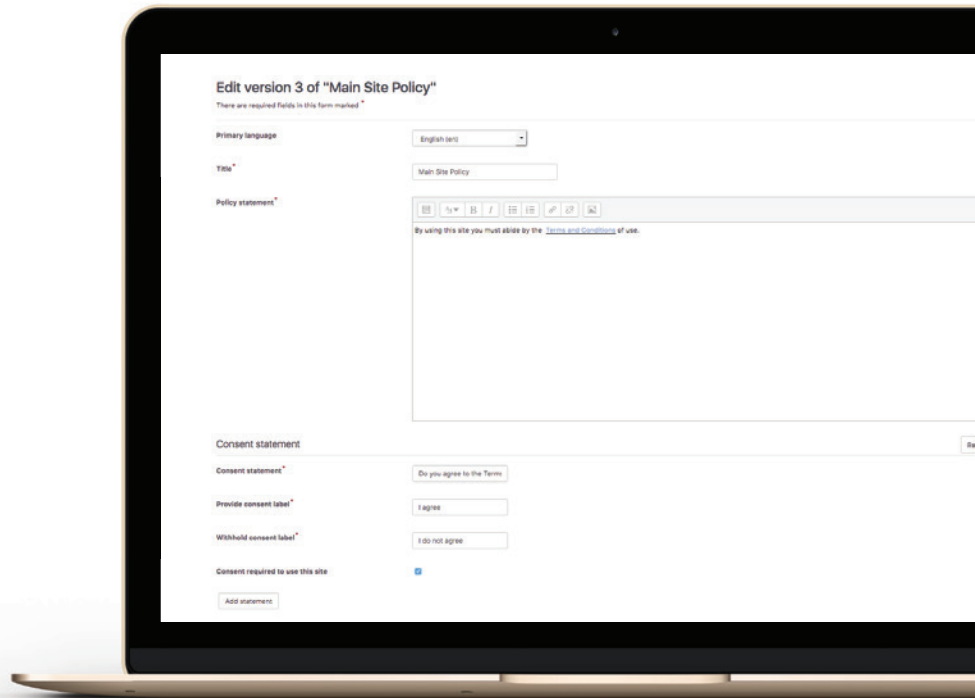 Edit version 3 of "Main Site Policy"
There are required fields in this form marked *
Primary language
English (en)
Title*
Main Site Policy
Policy statement*
B I
By using this site you must abide by the Terms and Conditions of use.
Consent statement
Consent statement*
Do you agree to the Terms
Provide consent label*
I agree
Withhold consent label*
I do not agree
Consent required to use this site
Add statement